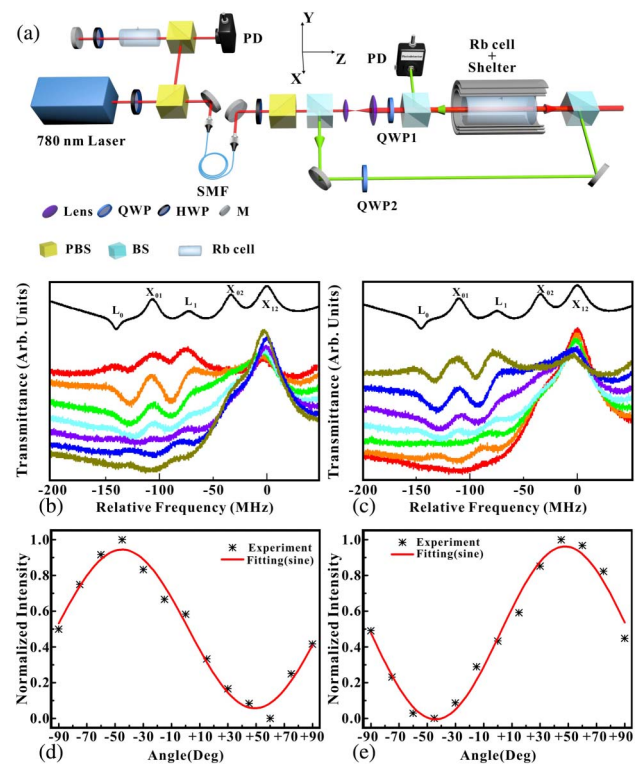 (a)
PD
Y
Z
X
PD
Rb cell
+
Shelter
780 nm Laser
SMF
QWP1
QWP2
Lens QWP HWP M
PBS BS Rb cell
Transmittance (Arb. Units)
L0 X01 L1 X02 X12
-200 -150 -100 -50 0
Relative Frequency (MHz)
(b)
Transmittance (Arb. Units)
L0 X01 L1 X02 X12
-200 -150 -100 -50 0
Relative Frequency (MHz)
(c)
Normalized Intensity
1.0
0.8
0.6
0.4
0.2
0.0
Experiment
Fitting(sine)
-90 -70 -50 -30 -10 +10 +30 +50 +70 +90
Angle(Deg)
(d)
Normalized Intensity
1.0
0.8
0.6
0.4
0.2
0.0
Experiment
Fitting(sine)
-90 -70 -50 -30 -10 +10 +30 +50 +70 +90
Angle(Deg)
(e)